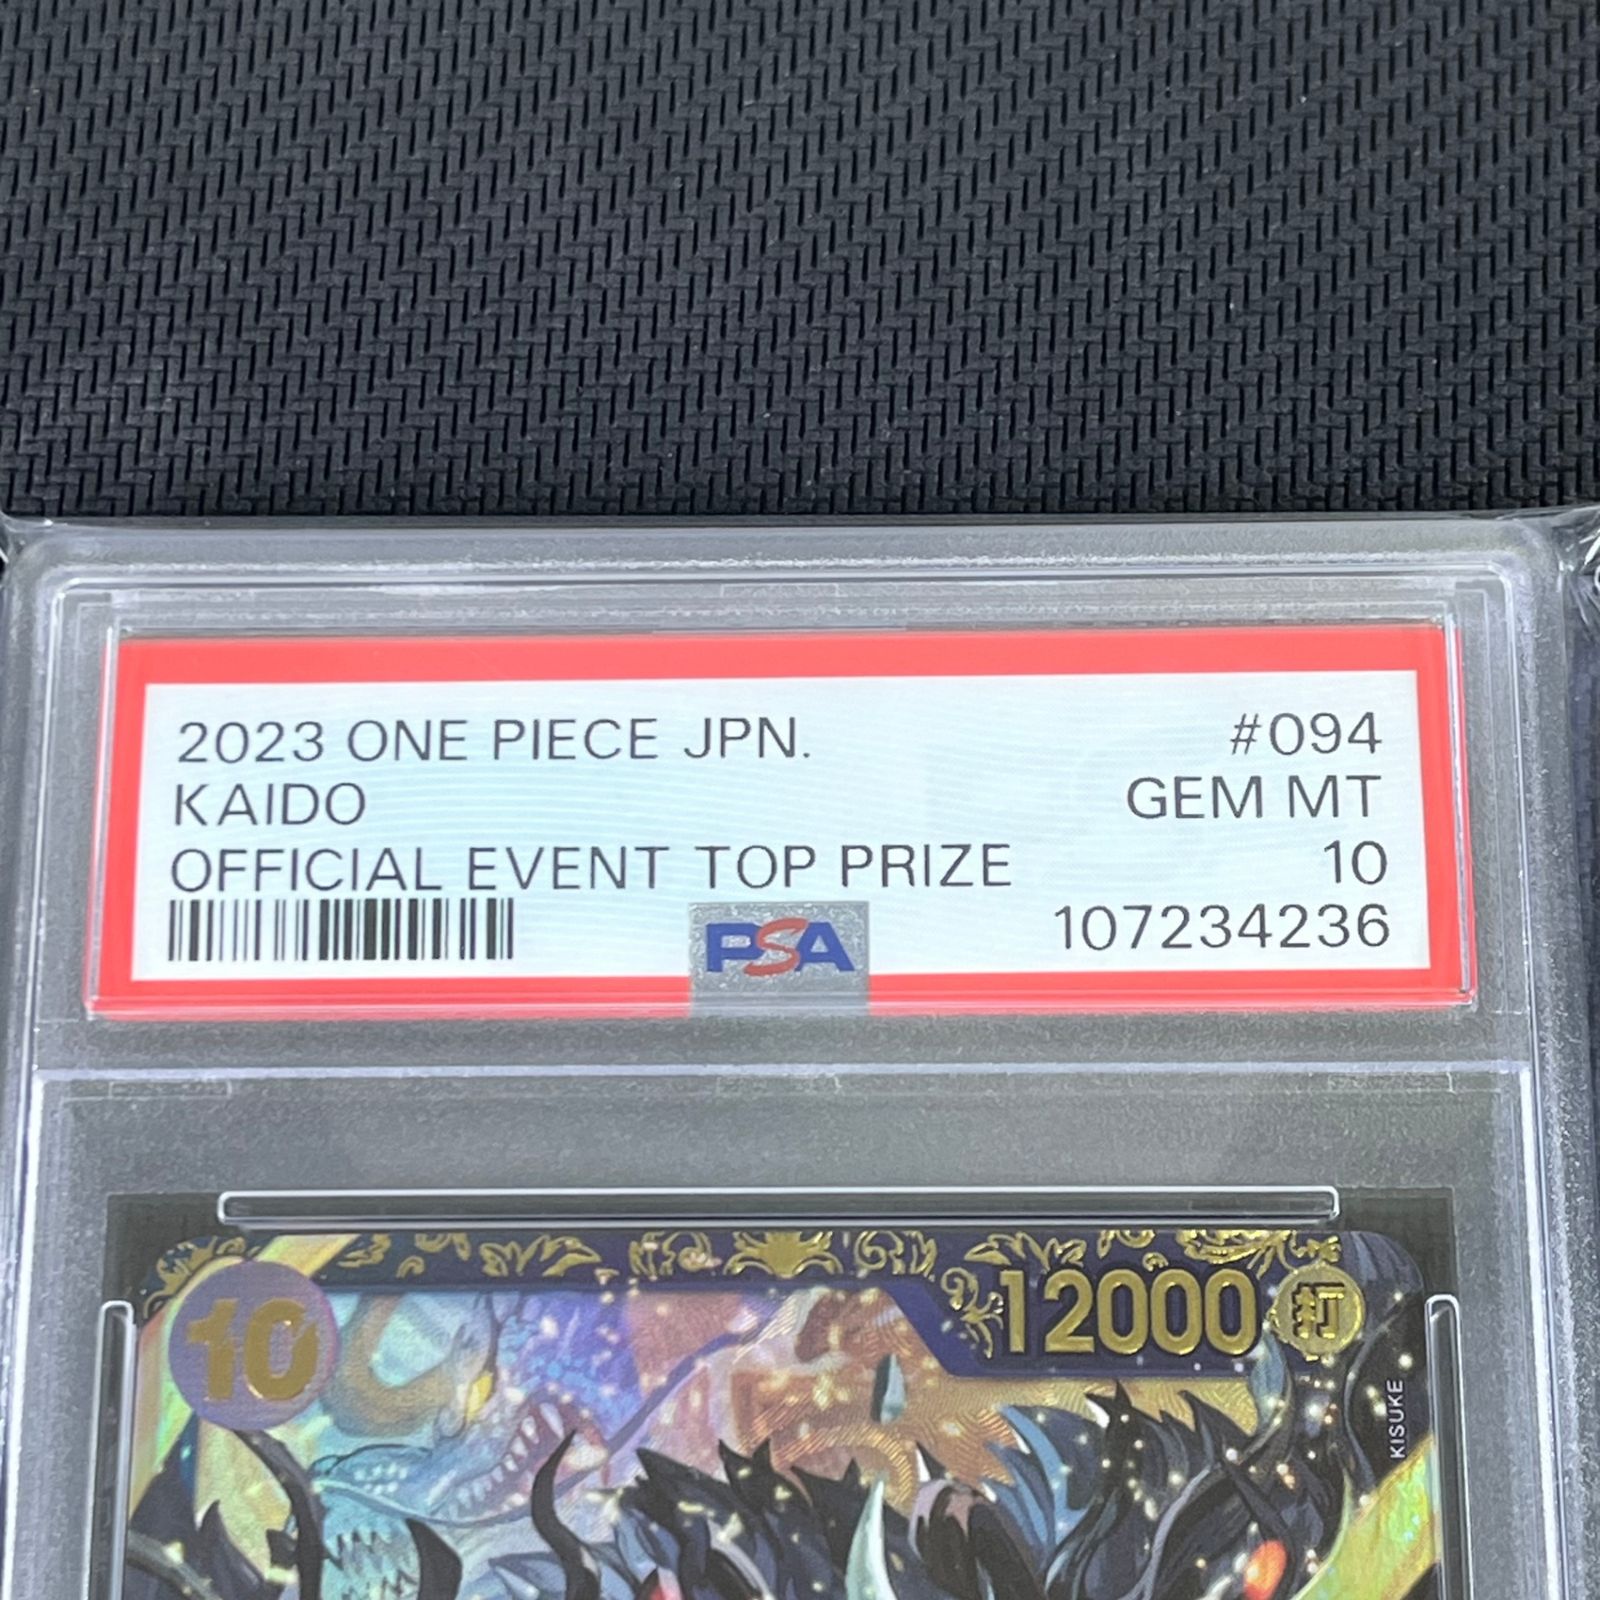 2023 ONE PIECE JPN. #094
KAIDO GEM MT
OFFICIAL EVENT TOP PRIZE 10
PSA 107234236
10 12000 打
KISUKE